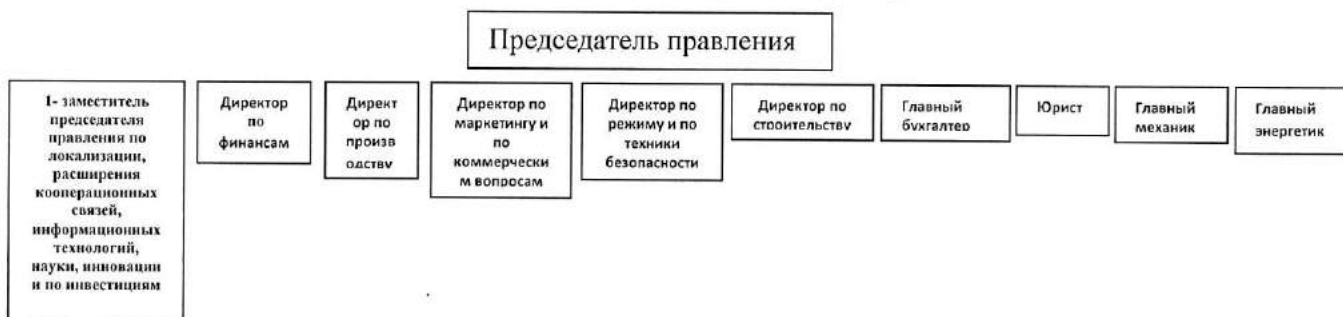 Председатель правления
1- заместитель
председателя
правления по
локализации,
расширения
кооперационных
связей,
информационных
технологий,
науки, инновации
и по инвестициям
Директор
по
финансам
Директ
ор по
произв
одству
Директор по
маркетингу и
по
коммерчески
м вопросам
Директор по
режиму и по
техники
безопасности
Директор по
строительству
Главный
бухгалтер
Юрист
Главный
механик
Главный
энергетик